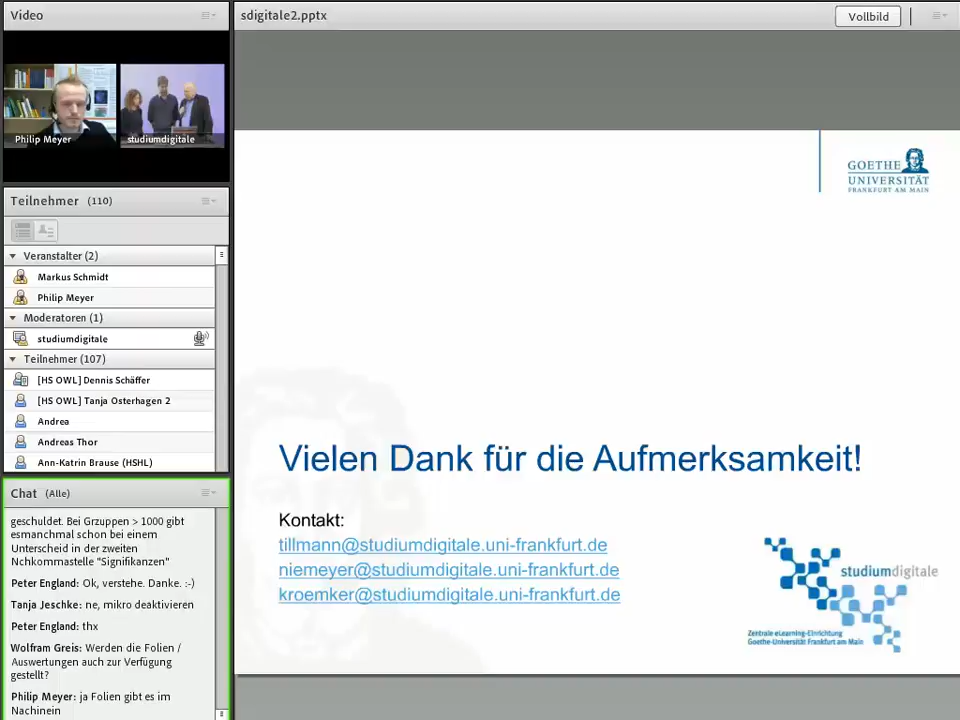 Video
Philip Meyer
studiumdigitale
Teilnehmer (110)
Veranstalter (2)
Markus Schmidt
Philip Meyer
Moderatoren (1)
studiumdigitale
Teilnehmer (107)
[HS OWL] Dennis Schäffer
[HS OWL] Tanja Osterhagen 2
Andrea
Andreas Thor
Ann-Katrin Brause (HSHL)
Chat (Alle)
geschuldet. Bei Grzuppen > 1000 gibt
esmanchmal schon bei einem
Unterscheid in der zweiten
Nchkommastelle "Signifikanzen"
Peter England: Ok, verstehe. Danke. :-)
Tanja Jeschke: ne, mikro deaktivieren
Peter England: thx
Wolfram Greis: Werden die Folien /
Auswertungen auch zur Verfügung
gestellt?
Philip Meyer: ja Folien gibt es im
Nachinein
sdigitale2.pptx
Vollbild
GOETHE
UNIVERSITÄT
FRANKFURT AM MAIN
Vielen Dank für die Aufmerksamkeit!
Kontakt:
tillmann@studiumdigitale.uni-frankfurt.de
niemeyer@studiumdigitale.uni-frankfurt.de
kroemker@studiumdigitale.uni-frankfurt.de
studiumdigitale
Zentrale eLearning-Einrichtung
Goethe-Universität Frankfurt am Main